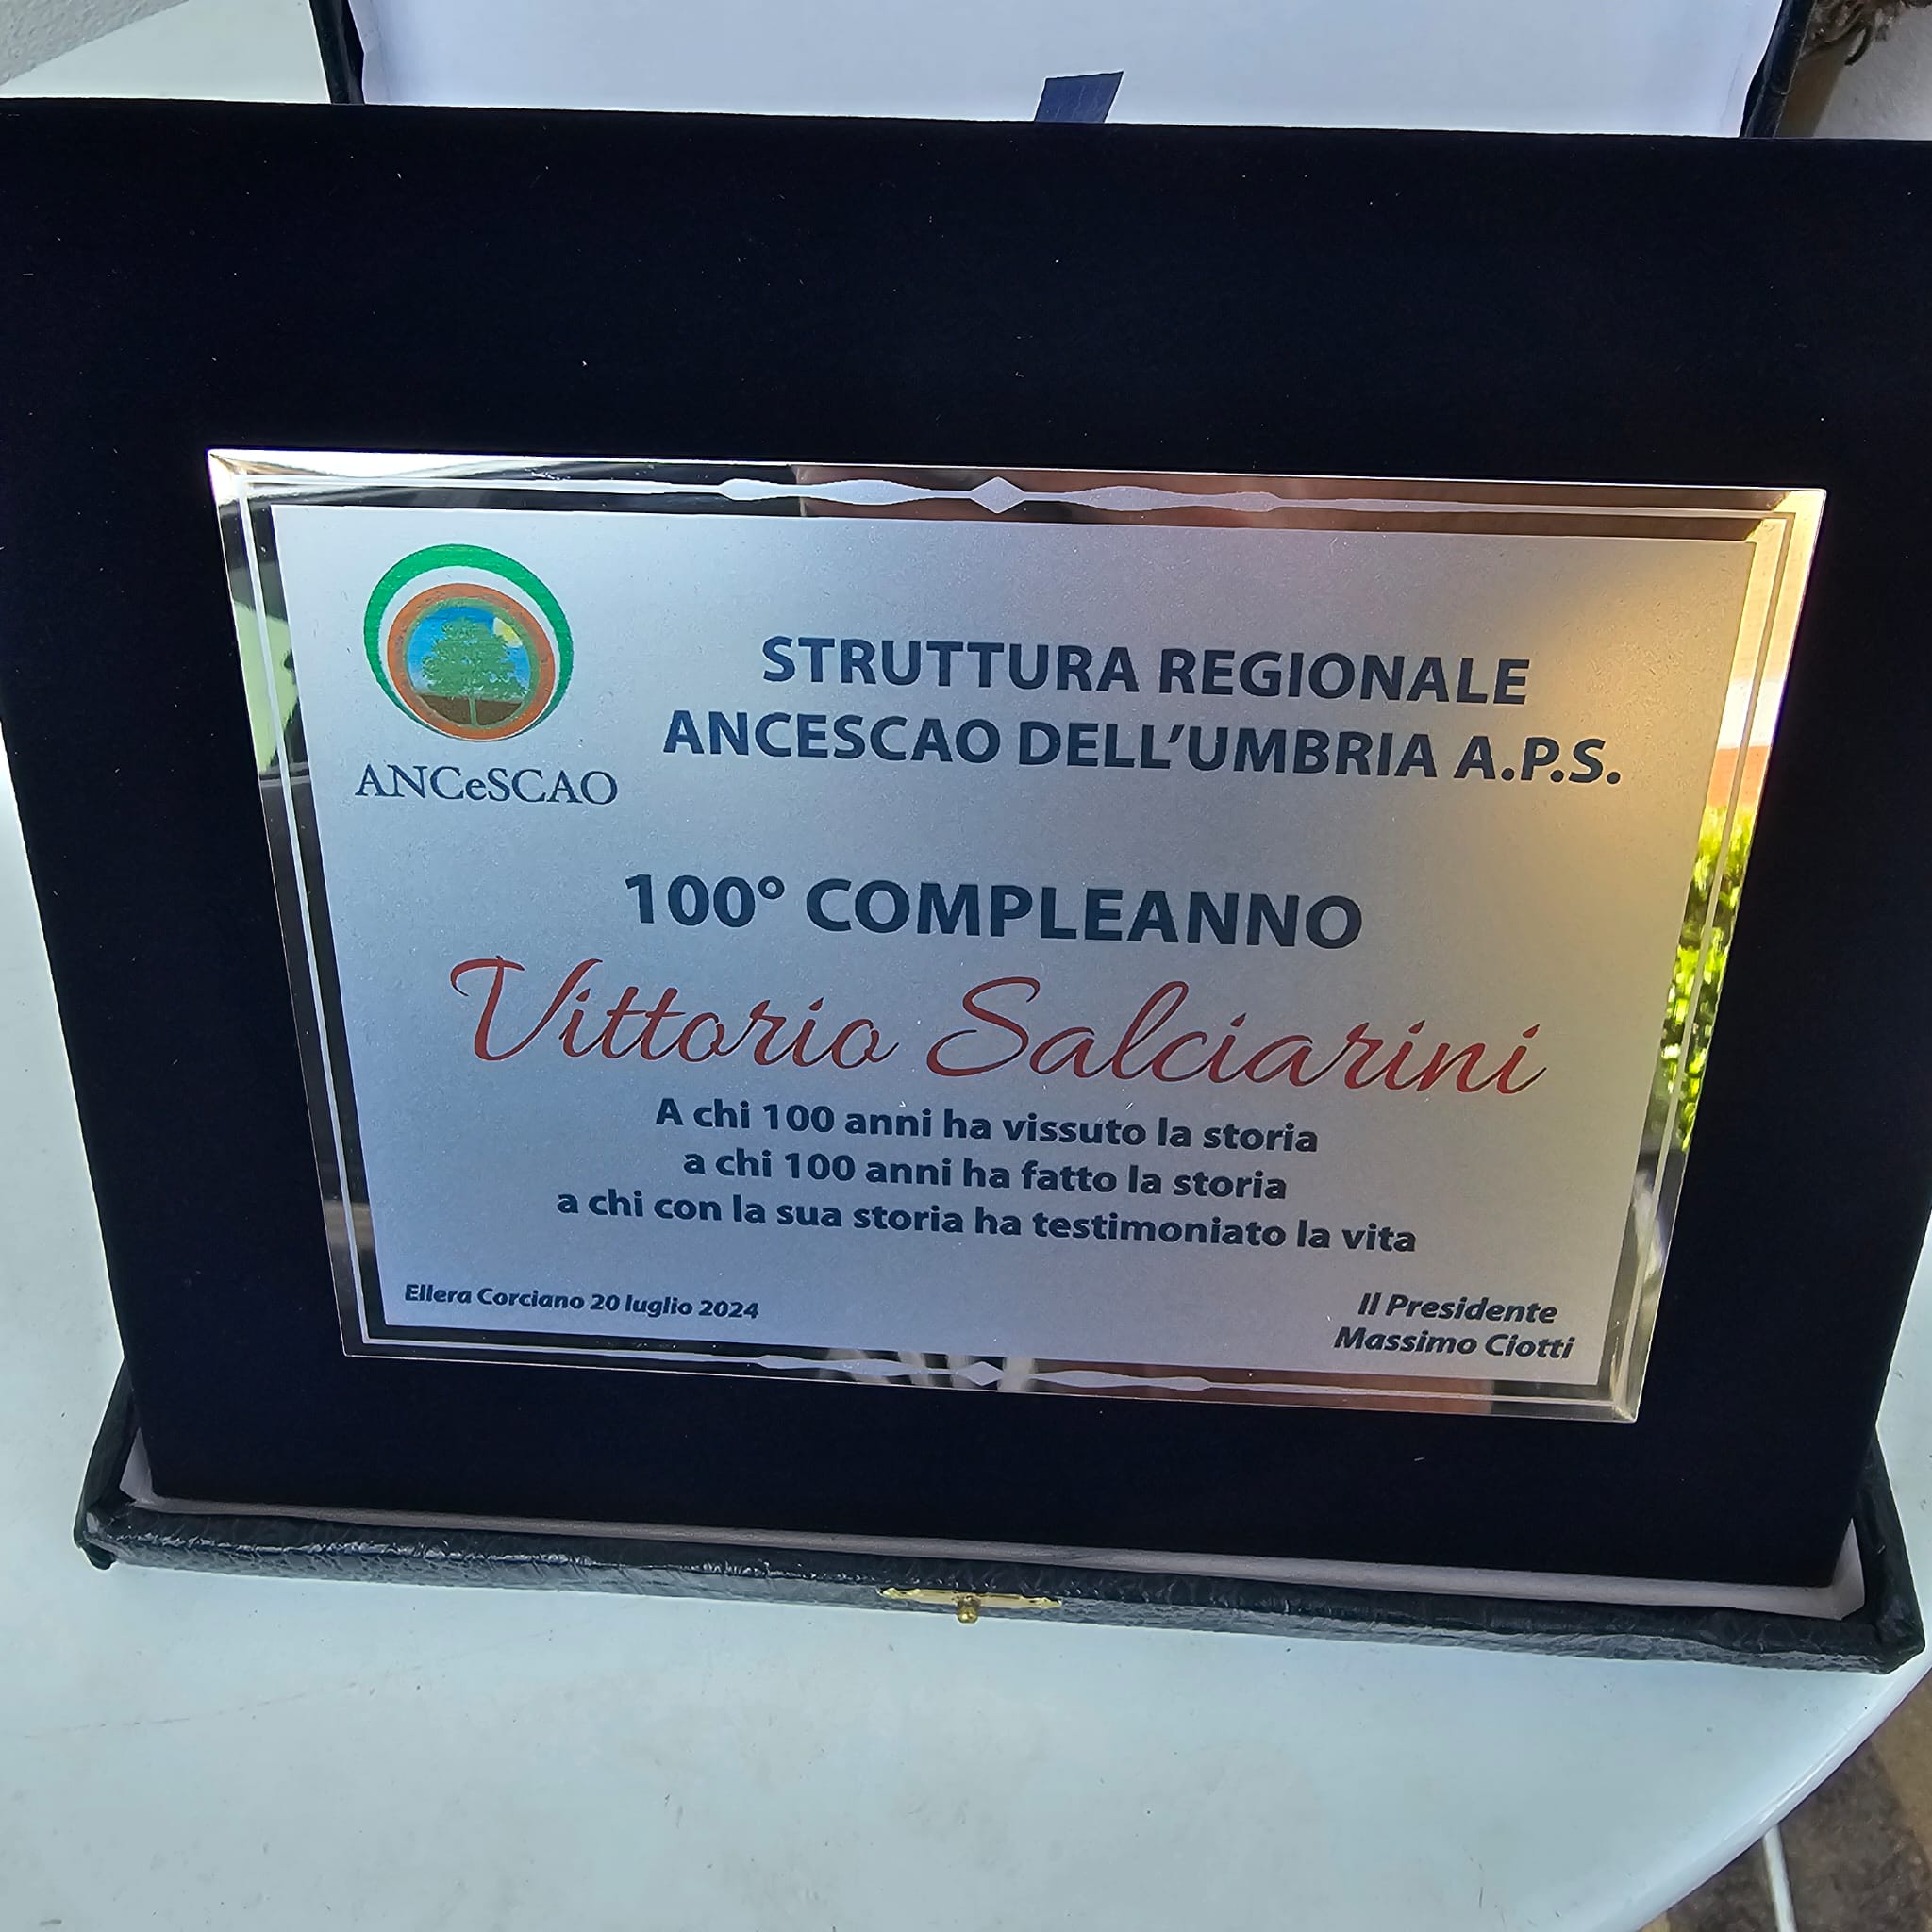 ANCeSCAO
STRUTTURA REGIONALE
ANCESCAO DELL'UMBRIA A.P.S.
100° COMPLEANNO
Vittorio Salciarini
A chi 100 anni ha vissuto la storia
a chi 100 anni ha fatto la storia
a chi con la sua storia ha testimoniato la vita
Ellera Corciano 20 luglio 2024
Il Presidente
Massimo Ciotti